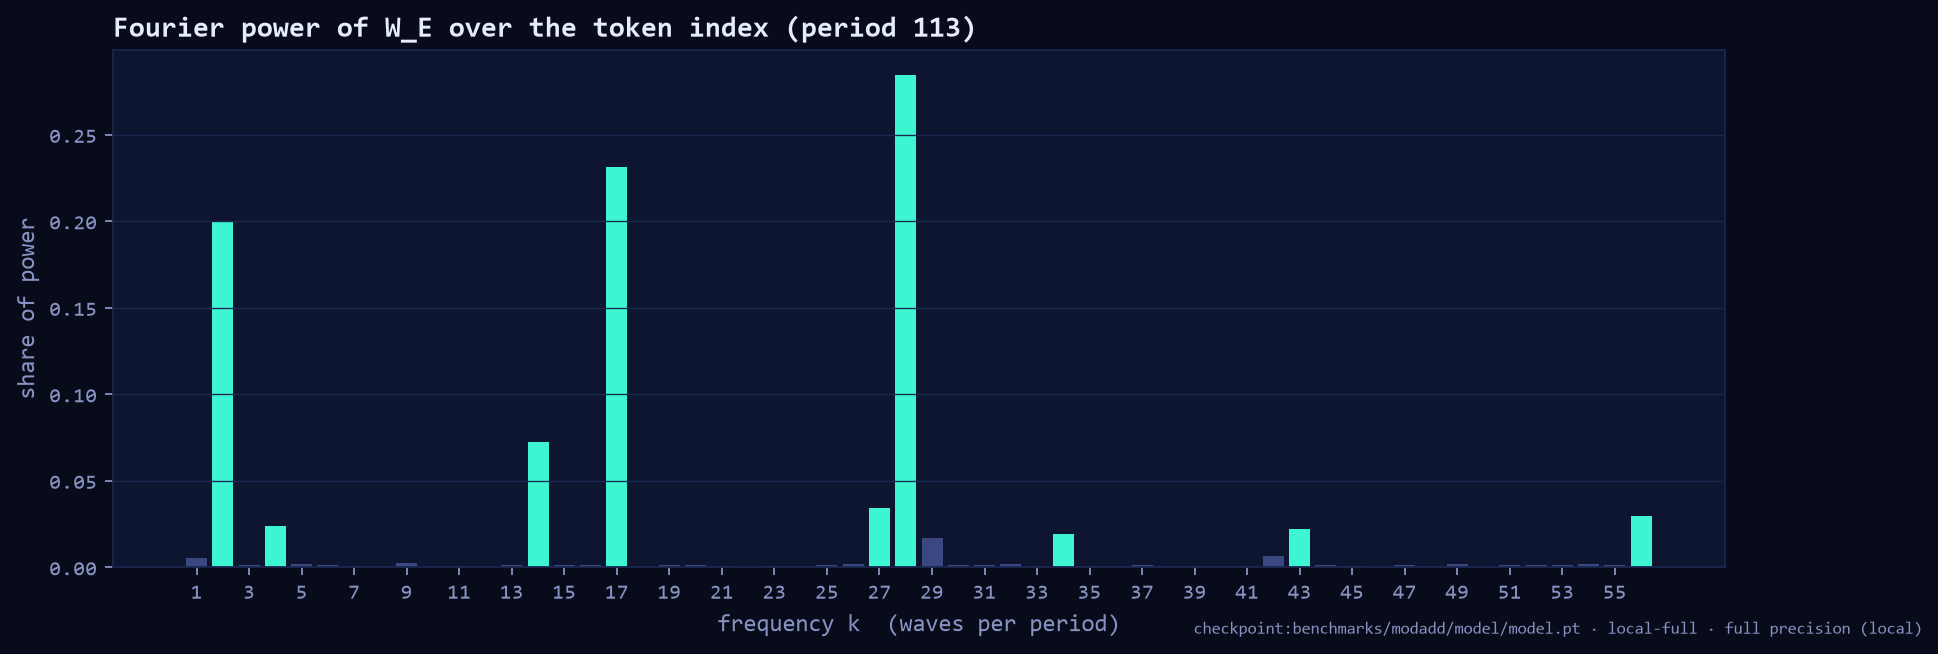 Fourier power of W_E over the token index (period 113)
share of power
0.25
0.20
0.15
0.10
0.05
0.00
1 3 5 7 9 11 13 15 17 19 21 23 25 27 29 31 33 35 37 39 41 43 45 47 49 51 53 55
frequency k (waves per period)
checkpoint:benchmarks/modadd/model/model.pt · local-full · full precision (local)